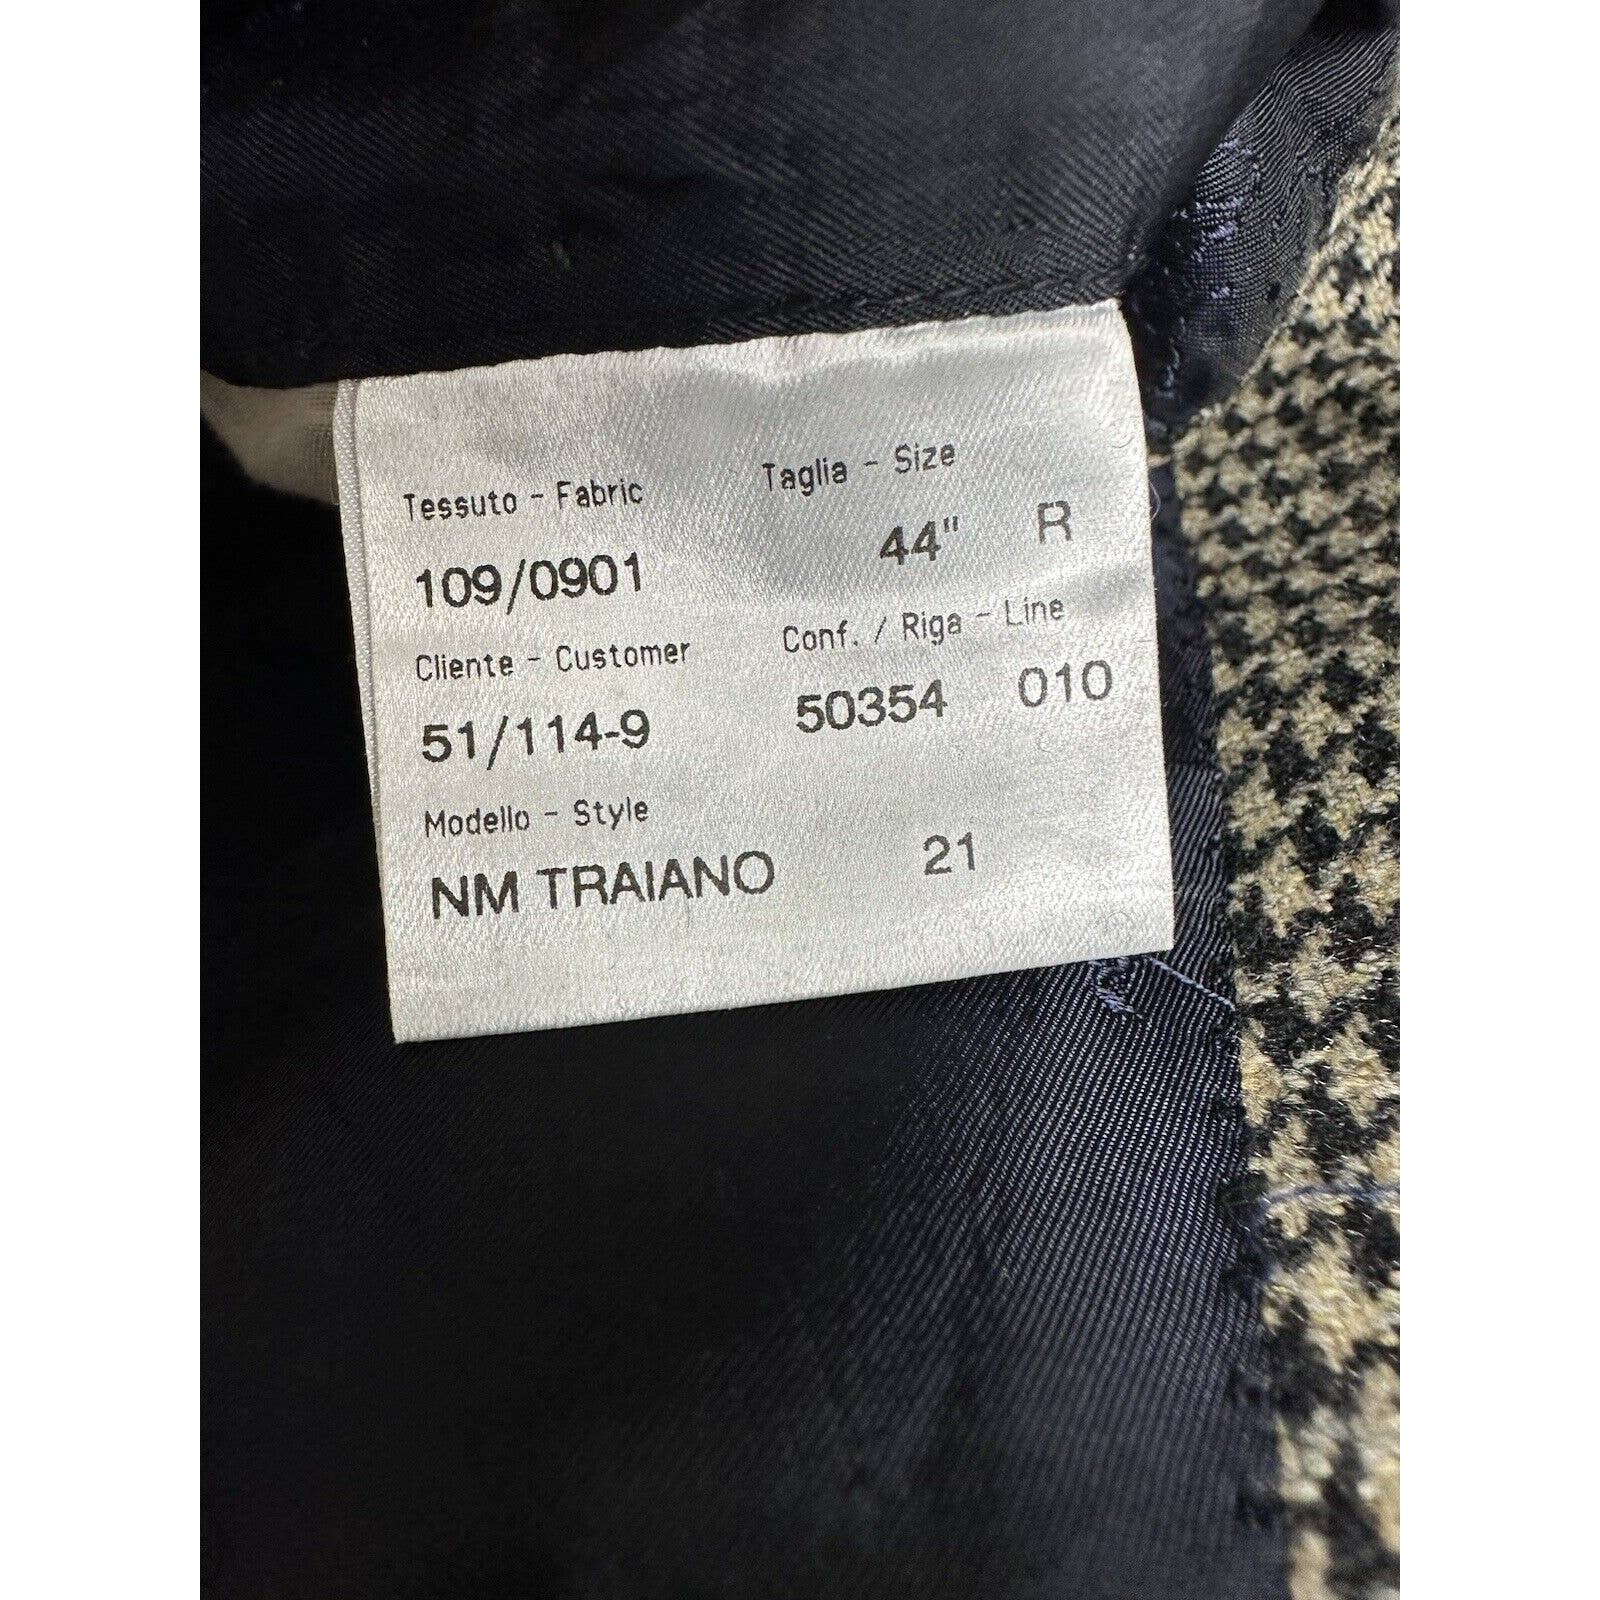 Tessuto - Fabric Taglia - Size
109/0901 44" R
Cliente - Customer Conf. / Riga - Line
51/114-9 50354 010
Modello - Style
NM TRAIANO 21